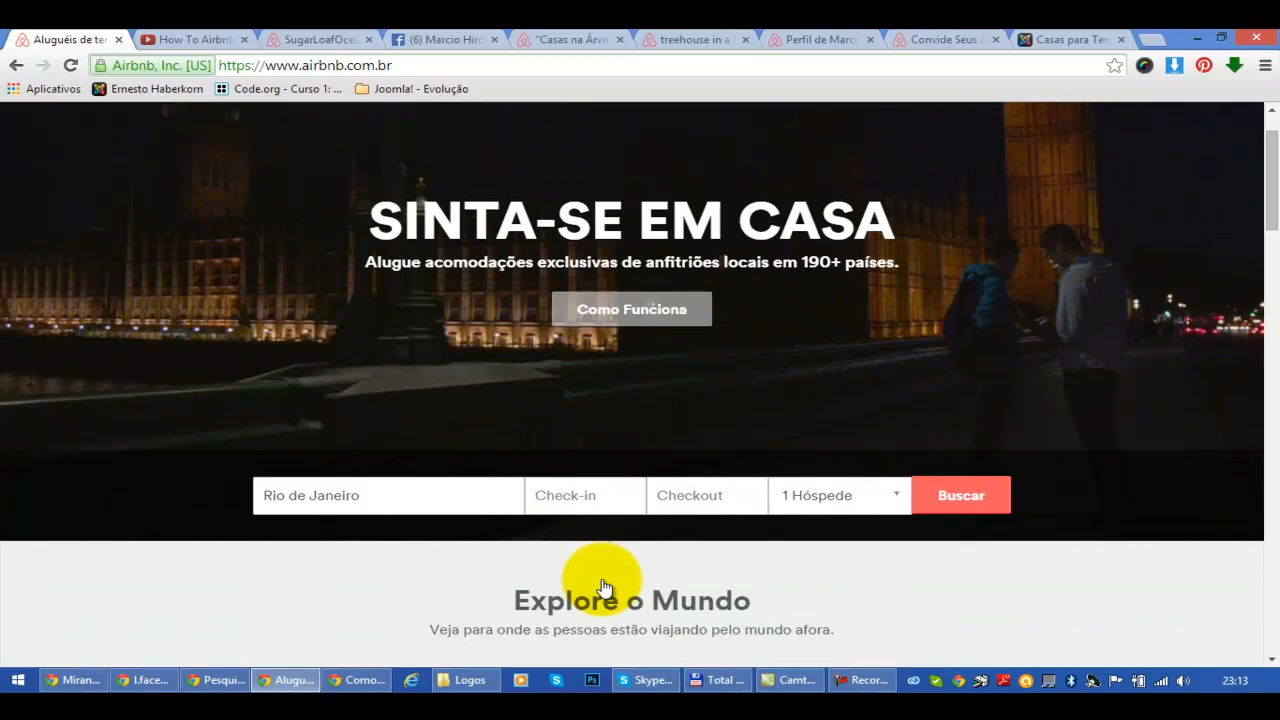 Aluguéis de ter
How To Airbnb
SugarLoafOce
(6) Marcio Hiro
"Casas na Árvo
treehouse in a
Perfil de Marci
Convide Seus A
Casas para Ten
Airbnb, Inc. [US]
https://www.airbnb.com.br
Aplicativos
Ernesto Haberkorn
Code.org - Curso 1: ...
Joomla! - Evolução
SINTA-SE EM CASA
Alugue acomodações exclusivas de anfitriões locais em 190+ países.
Como Funciona
Rio de Janeiro
Check-in
Checkout
1 Hóspede
Buscar
Explore o Mundo
Veja para onde as pessoas estão viajando pelo mundo afora.
Miran...
I.face...
Pesqui...
Alugu...
Como...
Logos
Skype...
Total ...
Camt...
Recor...
23:13